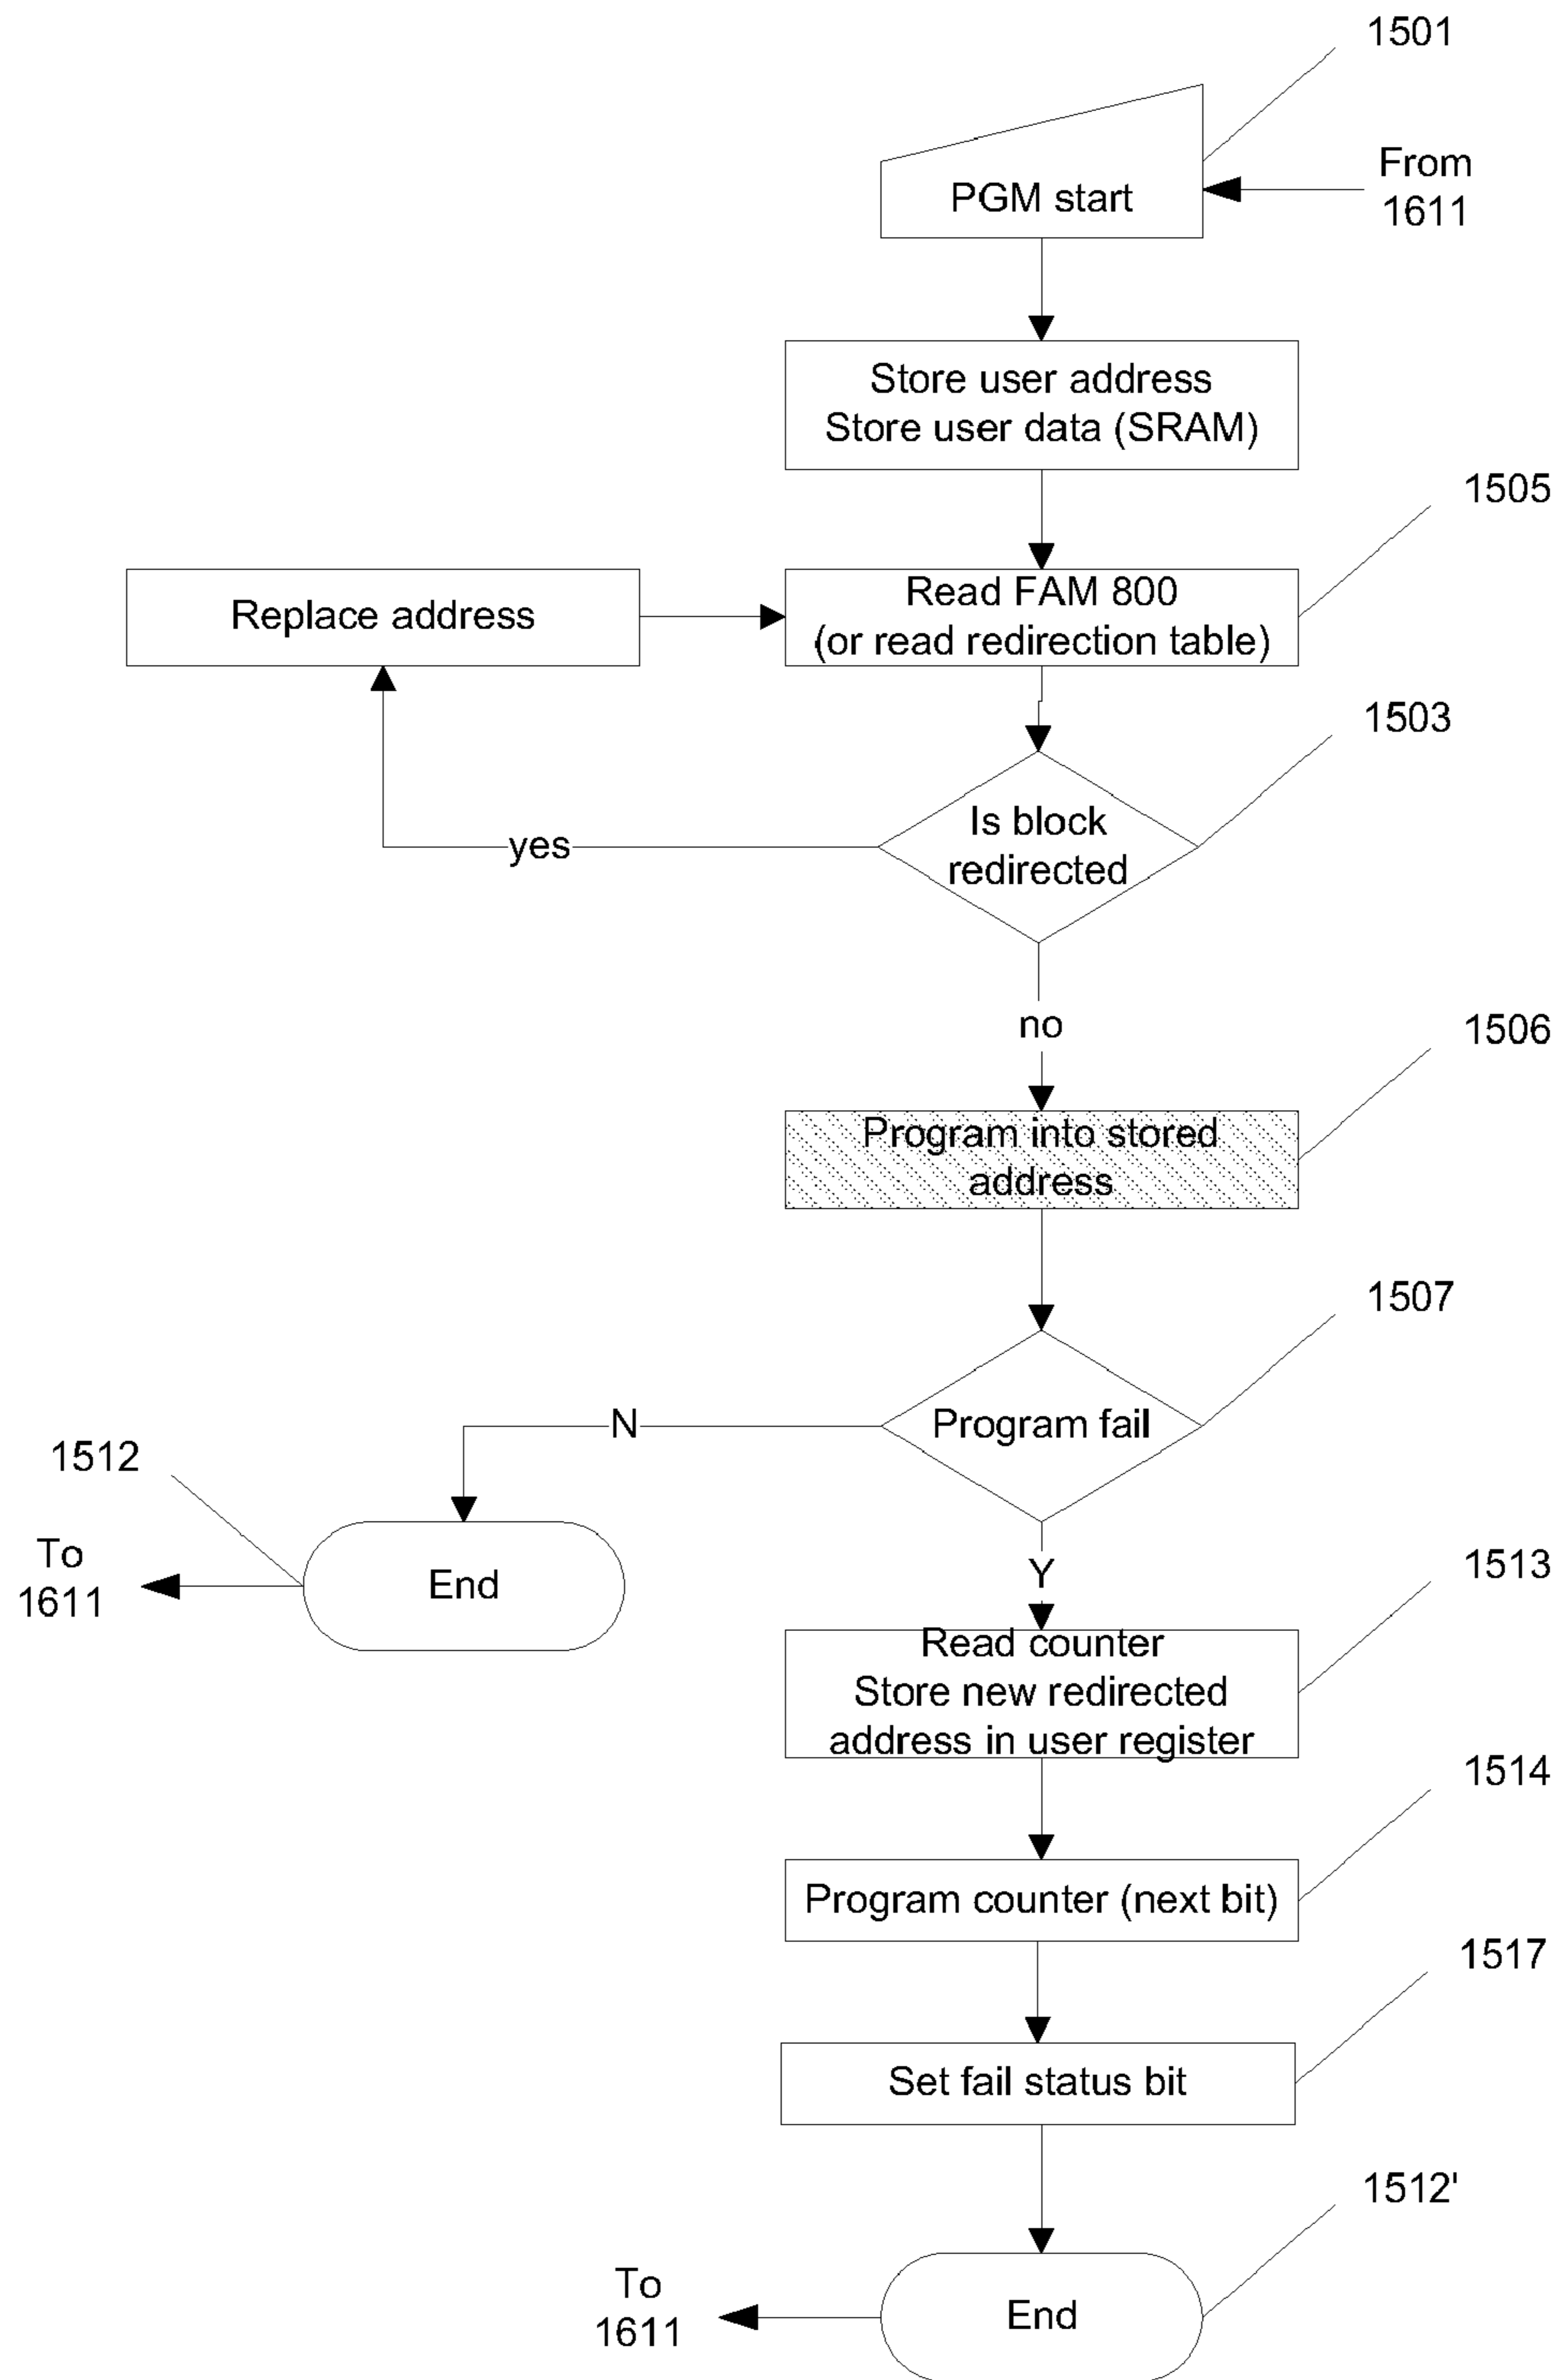 1501
From
1611
PGM start
Store user address
Store user data (SRAM)
1505
Replace address
Read FAM 800
(or read redirection table)
1503
Is block
redirected
yes
no
1506
Program into stored
address
1507
Program fail
N
1512
To
1611
End
Y
1513
Read counter
Store new redirected
address in user register
1514
Program counter (next bit)
1517
Set fail status bit
1512'
To
1611
End